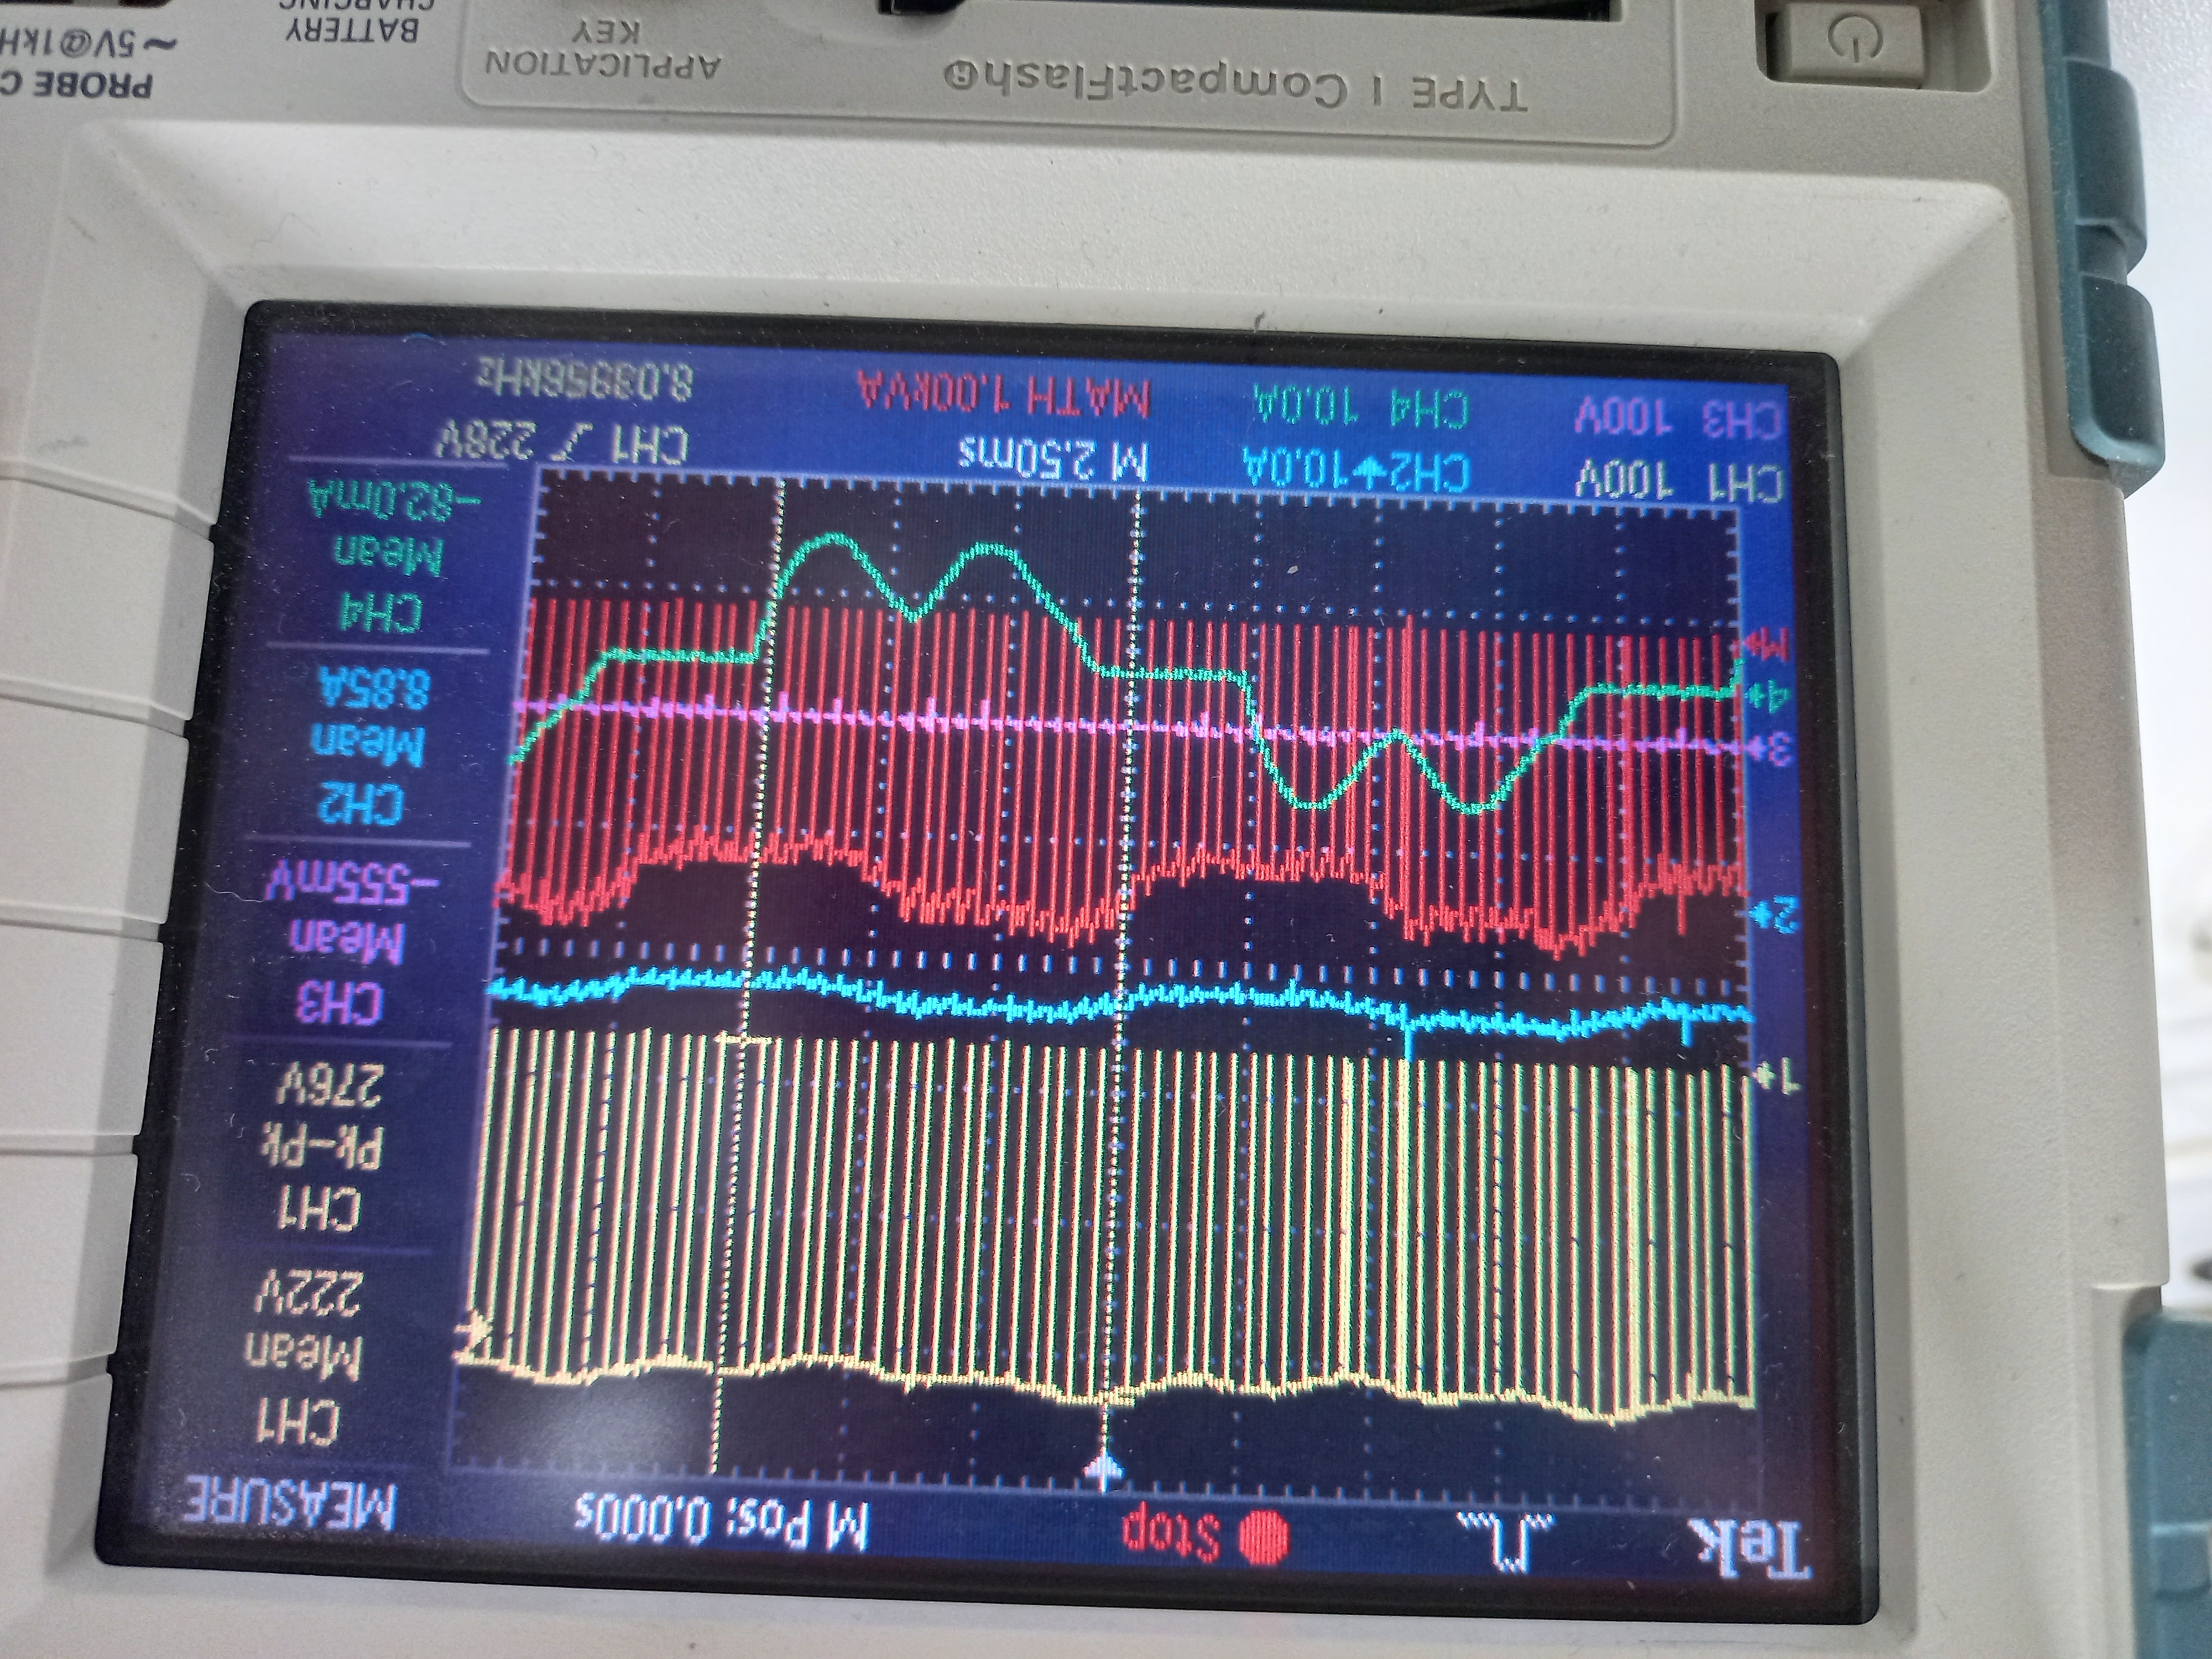 Tek Stop M Pos: 0.000s MEASURE
CH1
Mean
222V
CH1
Pk-Pk
276V
CH3
Mean
-555mV
CH2
Mean
8.85A
CH4
Mean
-82.0mA
1
2
3
4
M
CH1 100V CH2 10.0A M 2.50ms CH1 228V
CH3 100V CH4 10.0A MATH 1.00kVA 8.03956kHz
TYPE I CompactFlash®
APPLICATION
KEY
BATTERY
CHARGING
PROBE
~5V@1kH